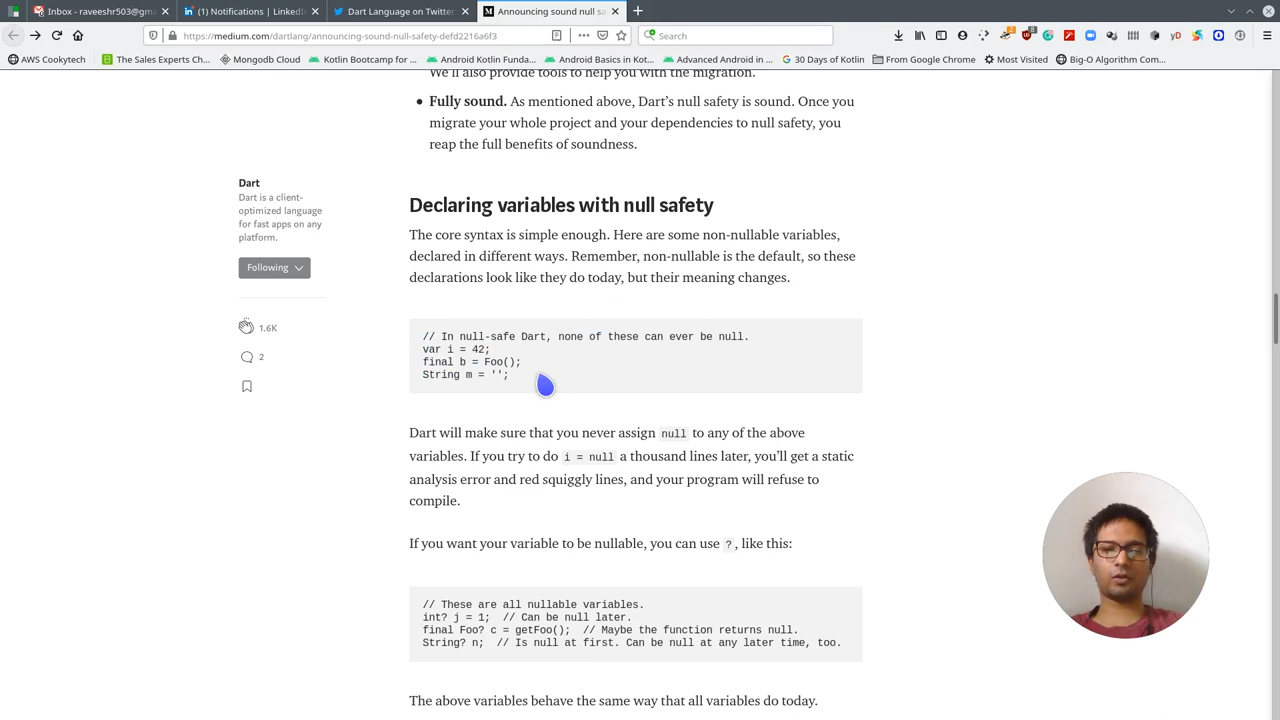 Inbox - raveeshr503@gma
(1) Notifications | LinkedI
Dart Language on Twitter
Announcing sound null saf
https://medium.com/dartlang/announcing-sound-null-safety-defd2216a6f3
Search
AWS Cookytech
The Sales Experts Ch...
Mongodb Cloud
Kotlin Bootcamp for ...
Android Kotlin Funda...
Android Basics in Kot...
Advanced Android in ...
30 Days of Kotlin
From Google Chrome
Most Visited
Big-O Algorithm Com...
We'll also provide tools to help you with the migration.
● Fully sound. As mentioned above, Dart’s null safety is sound. Once you
migrate your whole project and your dependencies to null safety, you
reap the full benefits of soundness.
Dart
Dart is a client-
optimized language
for fast apps on any
platform.
Following
1.6K
2
Declaring variables with null safety
The core syntax is simple enough. Here are some non-nullable variables,
declared in different ways. Remember, non-nullable is the default, so these
declarations look like they do today, but their meaning changes.
// In null-safe Dart, none of these can ever be null.
var i = 42;
final b = Foo();
String m = '';
Dart will make sure that you never assign null to any of the above
variables. If you try to do i = null a thousand lines later, you’ll get a static
analysis error and red squiggly lines, and your program will refuse to
compile.
If you want your variable to be nullable, you can use ?, like this:
// These are all nullable variables.
int? j = 1;  // Can be null later.
final Foo? c = getFoo();  // Maybe the function returns null.
String? n;  // Is null at first. Can be null at any later time, too.
The above variables behave the same way that all variables do today.